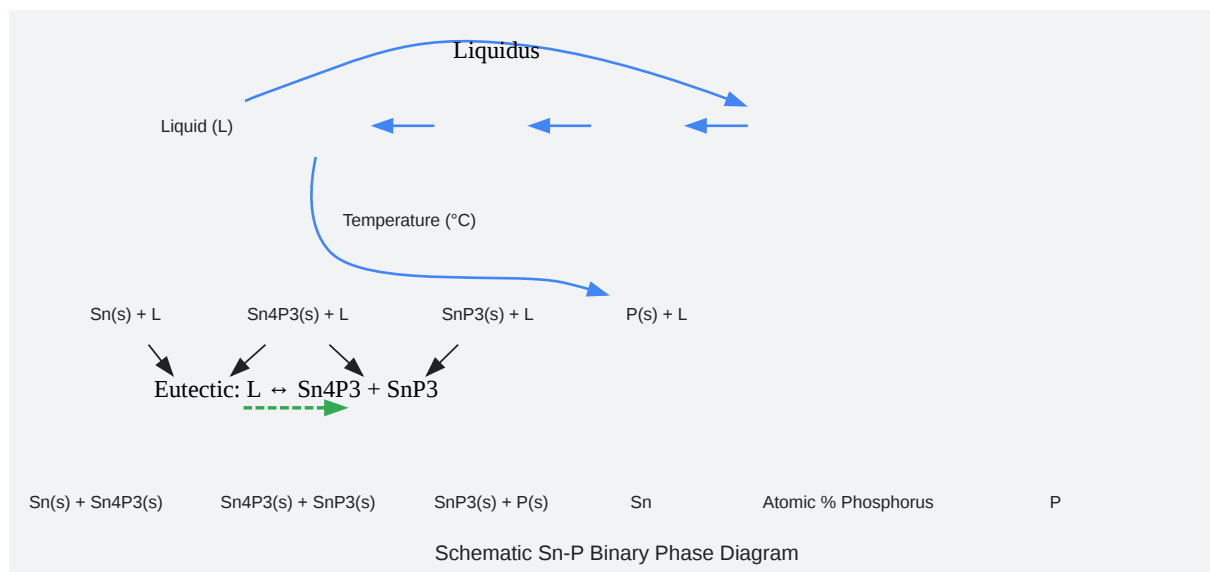 Liquidus
Liquid (L)
Temperature (°C)
Sn(s) + L Sn4P3(s) + L SnP3(s) + L P(s) + L
Eutectic: L ↔ Sn4P3 + SnP3
Sn(s) + Sn4P3(s) Sn4P3(s) + SnP3(s) SnP3(s) + P(s) Sn Atomic % Phosphorus P
Schematic Sn-P Binary Phase Diagram